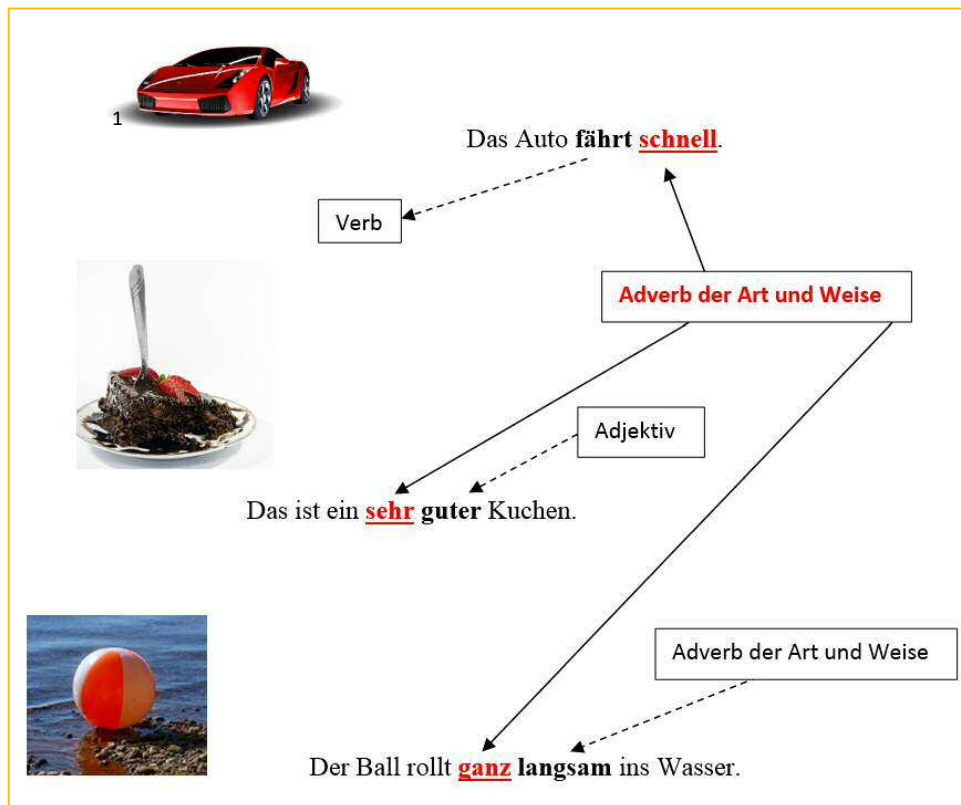 1
Das Auto fährt schnell.
Verb
Adverb der Art und Weise
Adjektiv
Das ist ein sehr guter Kuchen.
Adverb der Art und Weise
Der Ball rollt ganz langsam ins Wasser.